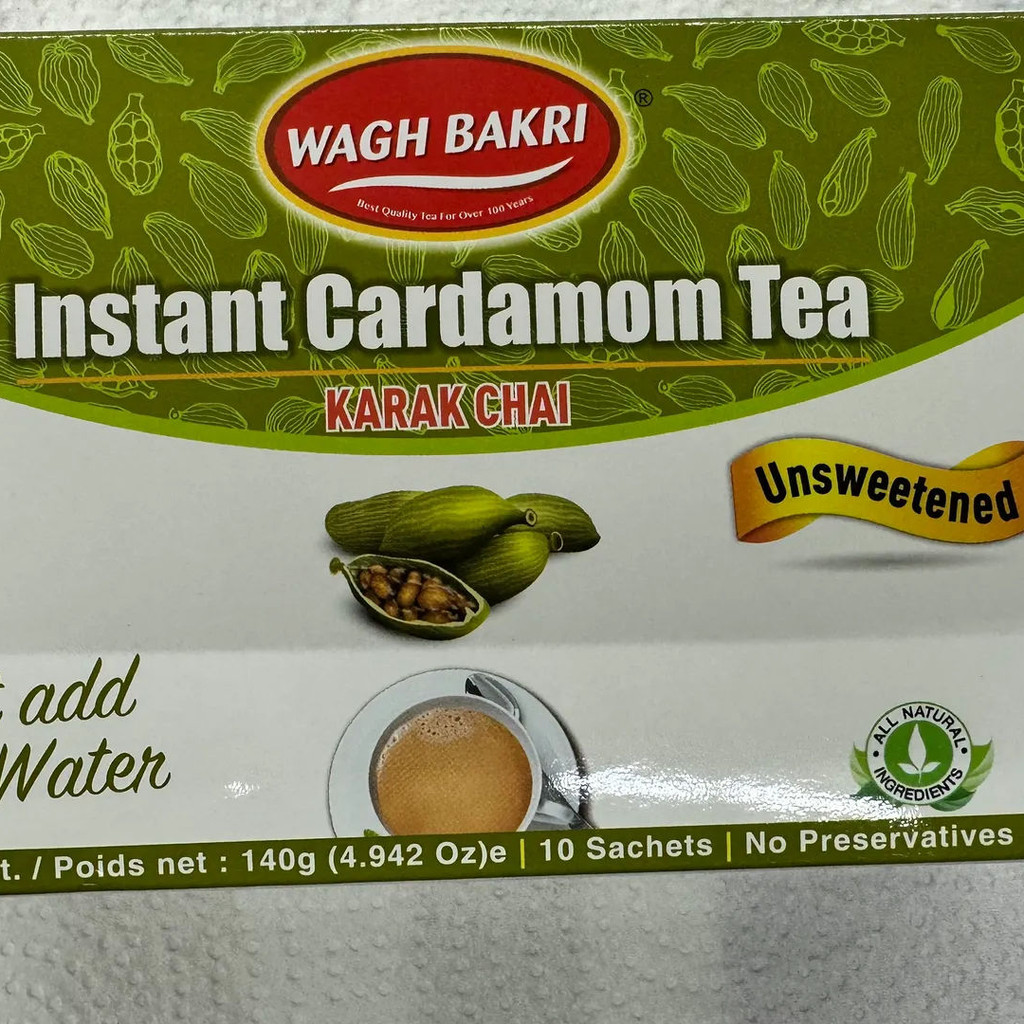 WAGH BAKRI
®
Best Quality Tea For Over 100 Years
Instant Cardamom Tea
KARAK CHAI
Unsweetened
add
Water
ALL NATURAL
INGREDIENTS
t. / Poids net : 140g (4.942 Oz)e | 10 Sachets | No Preservatives